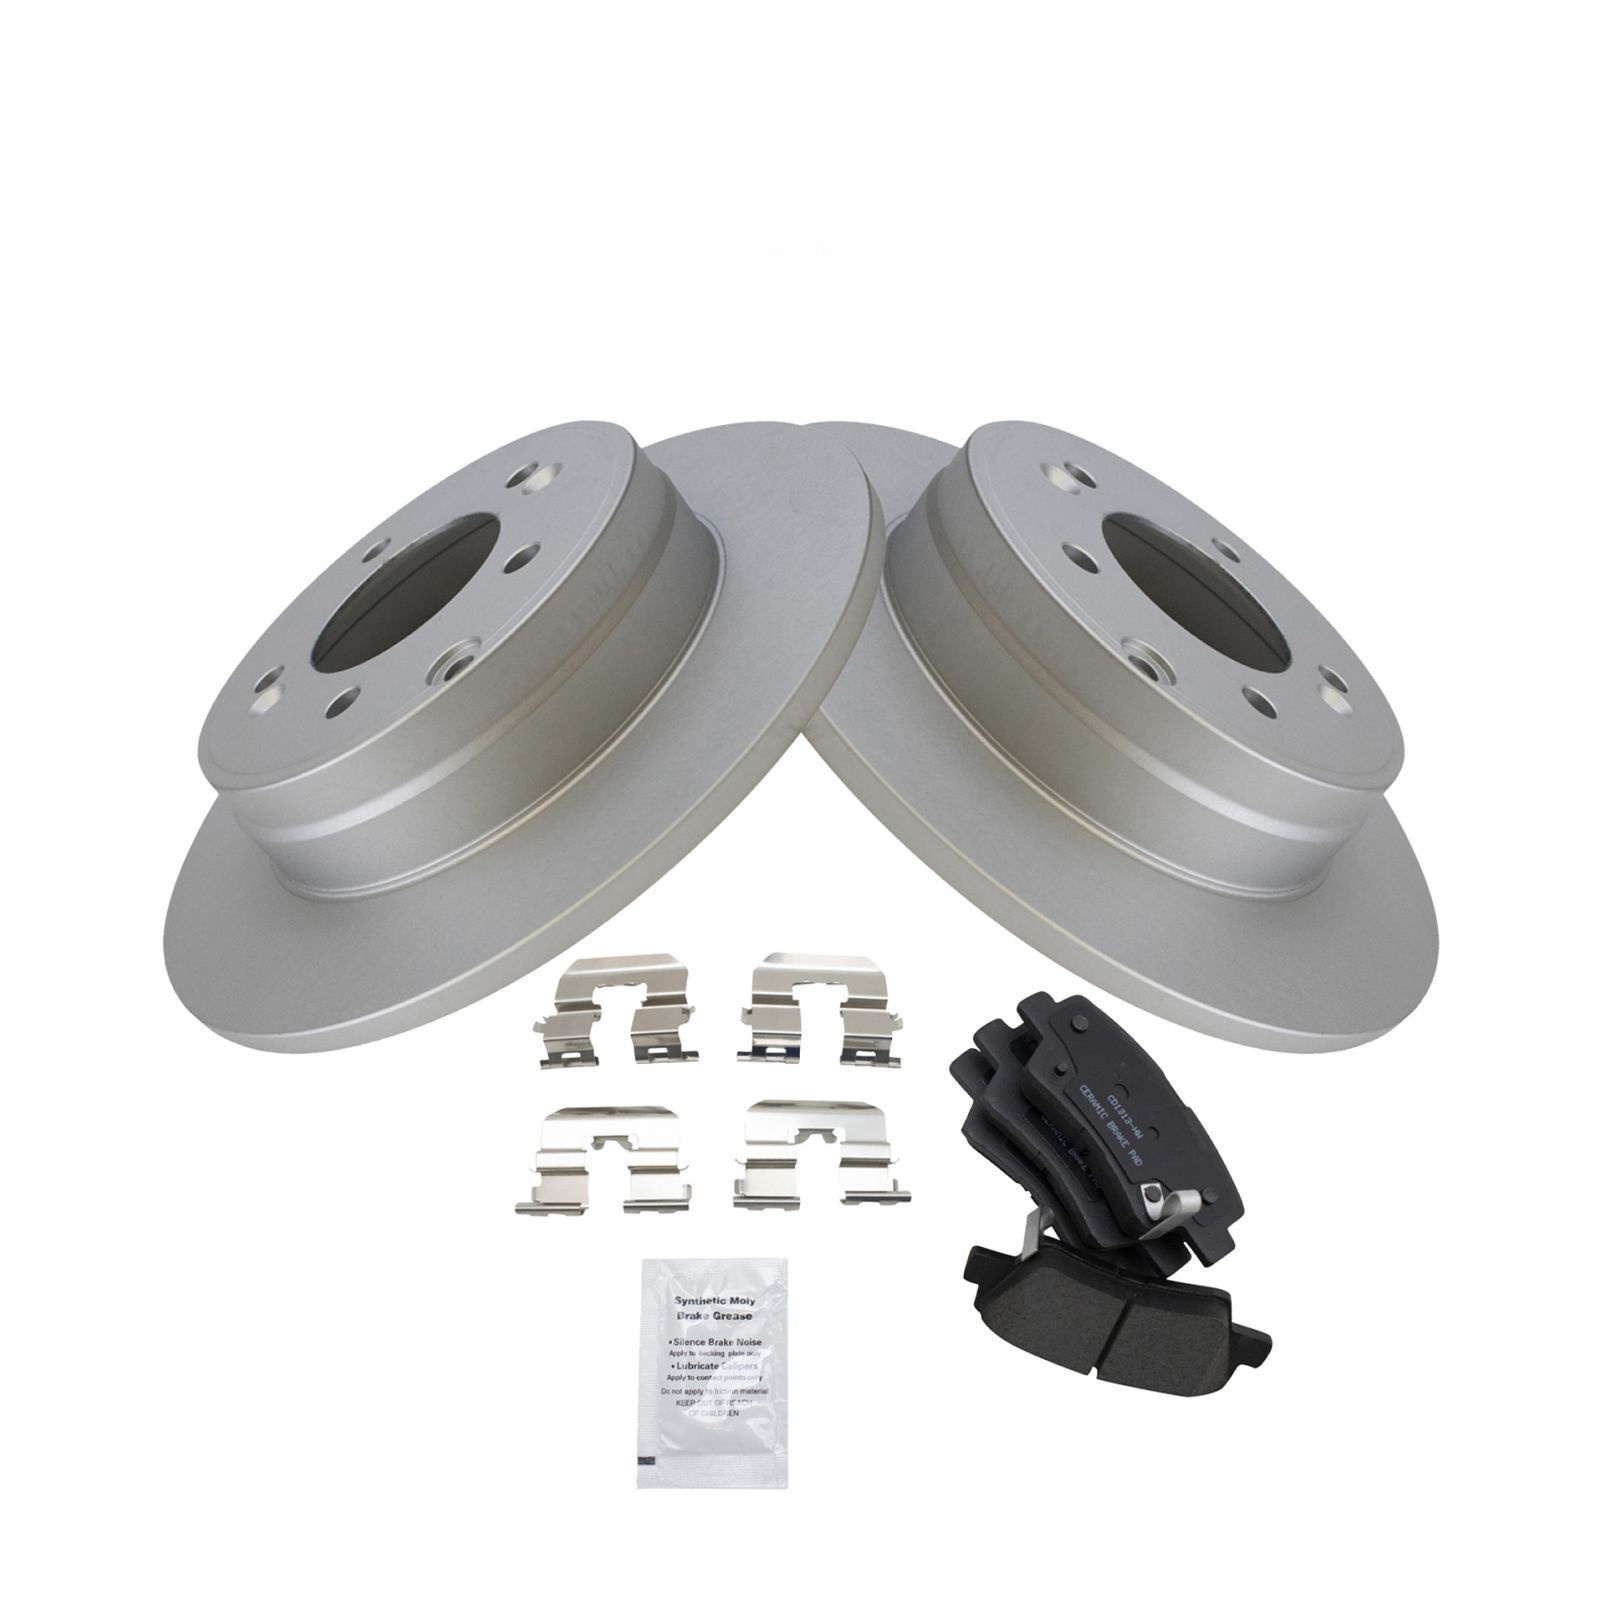 CD1313-HW
CERAMIC BRAKE PAD
CERAMIC BRAKE PAD
Synthetic Moly
Brake Grease
•Silence Brake Noise
Apply to backing plate only
•Lubricate Calipers
Apply to contact points only
Do not apply to friction material
KEEP OUT OF REACH
OF CHILDREN